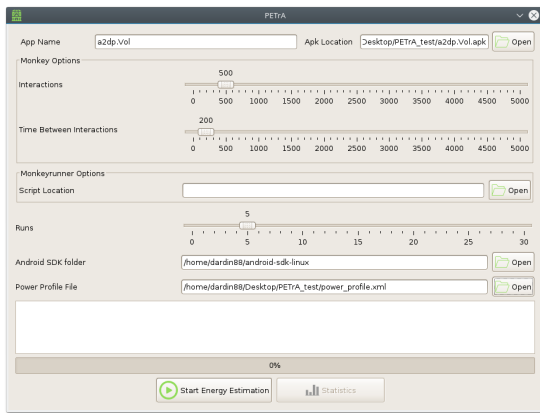 PETrA
App Name a2dp.Vol Apk Location Desktop/PETrA_test/a2dp.Vol.apk Open
Monkey Options
500
Interactions
0 500 1000 1500 2000 2500 3000 3500 4000 4500 5000
200
Time Between Interactions
0 500 1000 1500 2000 2500 3000 3500 4000 4500 5000
Monkeyrunner Options
Script Location Open
5
Runs
0 5 10 15 20 25 30
Android SDK folder /home/dardin88/android-sdk-linux Open
Power Profile File /home/dardin88/Desktop/PETrA_test/power_profile.xml Open
0%
Start Energy Estimation Statistics